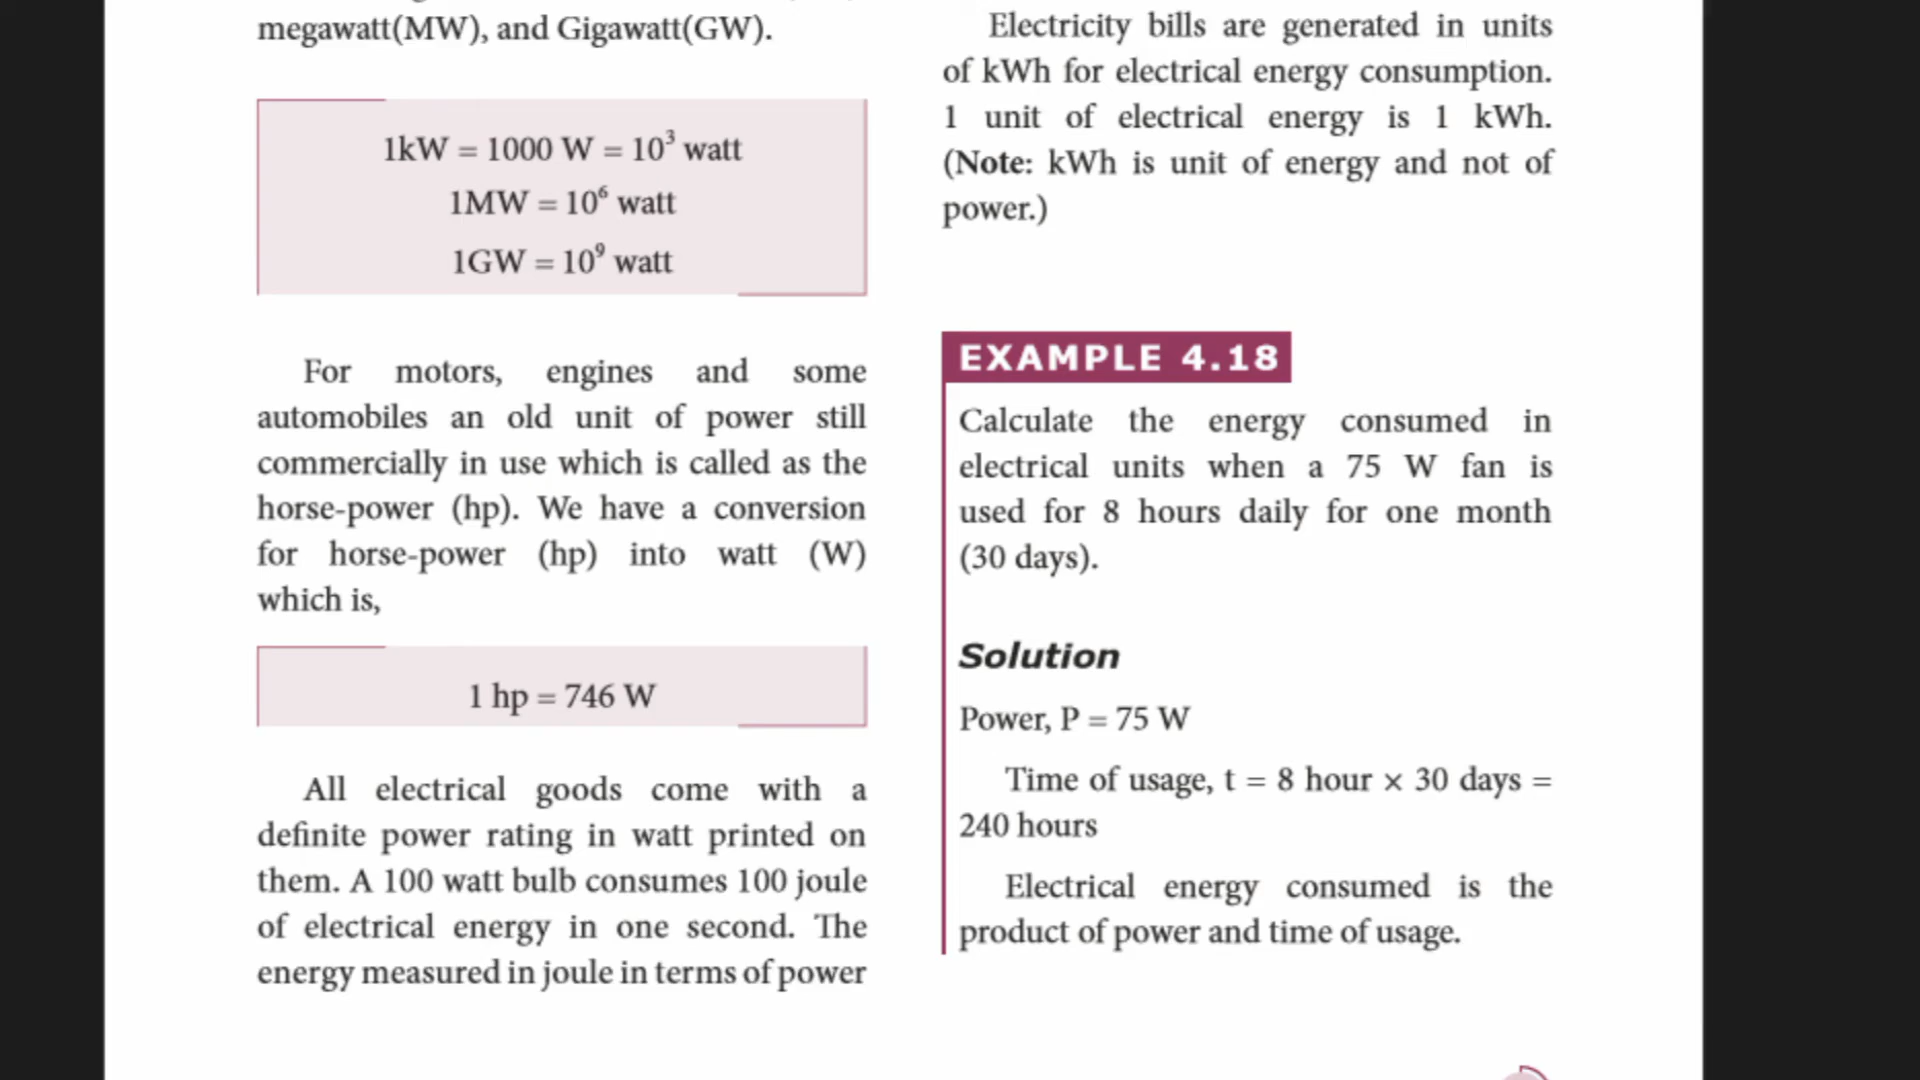 megawatt(MW), and Gigawatt(GW).
1kW = 1000 W = 10³ watt
1MW = 10⁶ watt
1GW = 10⁹ watt
For motors, engines and some
automobiles an old unit of power still
commercially in use which is called as the
horse-power (hp). We have a conversion
for horse-power (hp) into watt (W)
which is,
1 hp = 746 W
All electrical goods come with a
definite power rating in watt printed on
them. A 100 watt bulb consumes 100 joule
of electrical energy in one second. The
energy measured in joule in terms of power
Electricity bills are generated in units
of kWh for electrical energy consumption.
1 unit of electrical energy is 1 kWh.
(Note: kWh is unit of energy and not of
power.)
EXAMPLE 4.18
Calculate the energy consumed in
electrical units when a 75 W fan is
used for 8 hours daily for one month
(30 days).
Solution
Power, P = 75 W
Time of usage, t = 8 hour × 30 days =
240 hours
Electrical energy consumed is the
product of power and time of usage.